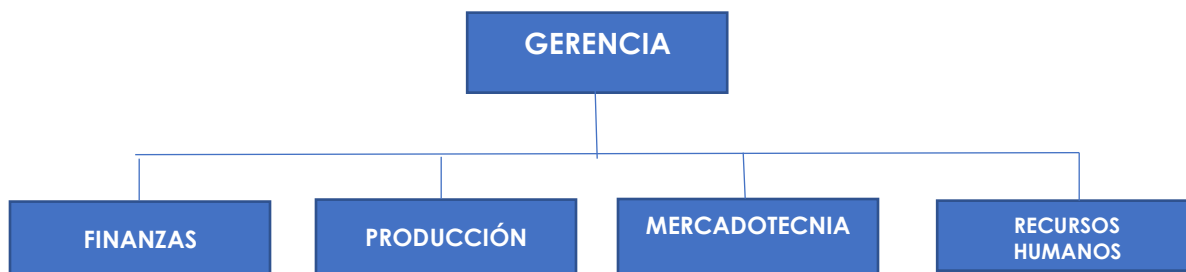 GERENCIA
FINANZAS
PRODUCCIÓN
MERCADOTECNIA
RECURSOS
HUMANOS